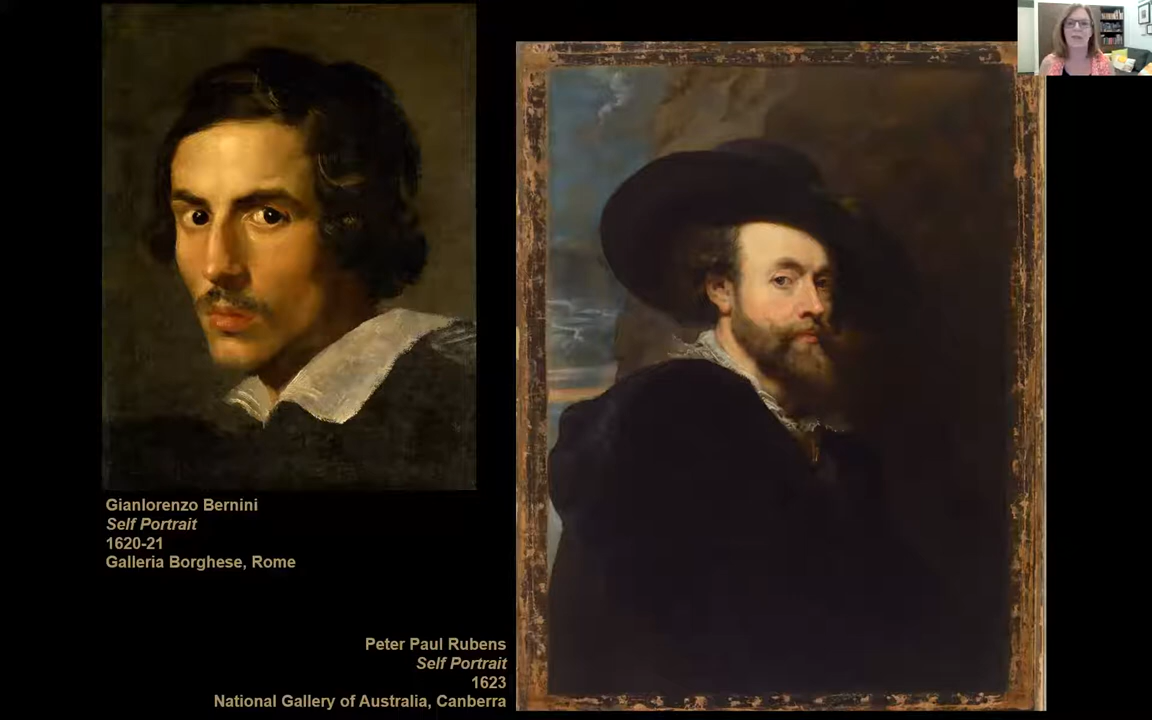 Gianlorenzo Bernini
Self Portrait
1620-21
Galleria Borghese, Rome
Peter Paul Rubens
Self Portrait
1623
National Gallery of Australia, Canberra